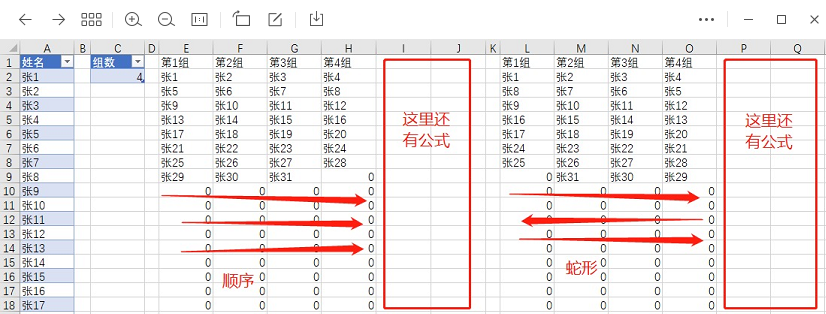 1:1
A B C D E F G H I J K L M N O P Q
1 姓名 组数 第1组 第2组 第3组 第4组 第1组 第2组 第3组 第4组
2 张1 4 张1 张2 张3 张4 张1 张2 张3 张4
3 张2 张5 张6 张7 张8 张8 张7 张6 张5
4 张3 张9 张10 张11 张12 张9 张10 张11 张12
5 张4 张13 张14 张15 张16 张16 张15 张14 张13
6 张5 张17 张18 张19 张20 张17 张18 张19 张20
7 张6 张21 张22 张23 张24 张24 张23 张22 张21
8 张7 张25 张26 张27 张28 张25 张26 张27 张28
9 张8 张29 张30 张31 0 0 张31 张30 张29
10 张9 0 0 0 0 0 0 0 0
11 张10 0 0 0 0 0 0 0 0
12 张11 0 0 0 0 0 0 0 0
13 张12 0 0 0 0 0 0 0 0
14 张13 0 0 0 0 0 0 0 0
15 张14 0 0 0 0 0 0 0 0
16 张15 0 0 0 0 0 0 0 0
17 张16 0 0 0 0 0 0 0 0
18 张17 0 0 0 0 0 0 0 0
这里还
有公式
这里还
有公式
顺序
蛇形